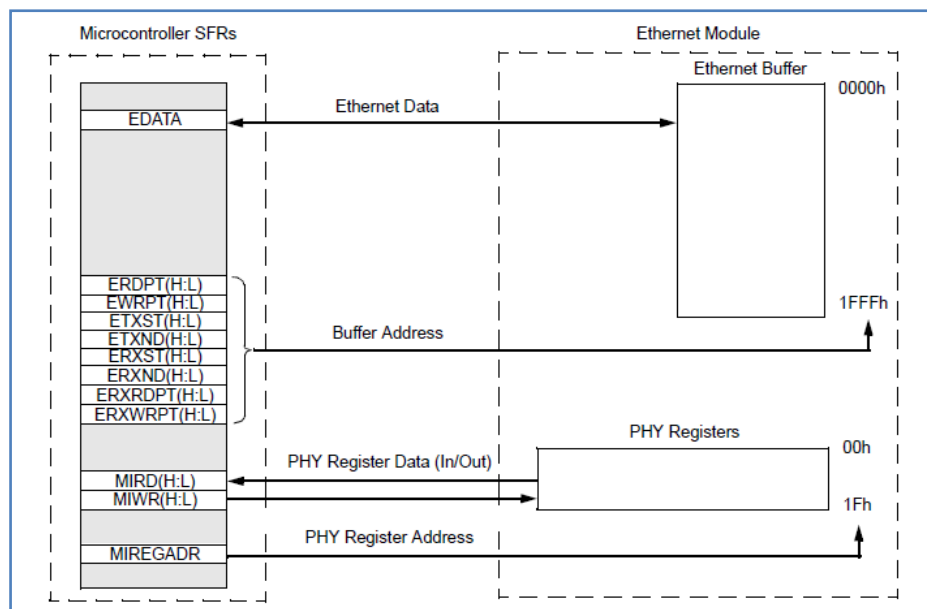 Microcontroller SFRs
Ethernet Module
Ethernet Buffer
0000h
EDATA
Ethernet Data
ERDPT(H:L)
EWRPT(H:L)
ETXST(H:L)
ETXND(H:L)
ERXST(H:L)
ERXND(H:L)
ERXRDPT(H:L)
ERXWRPT(H:L)
Buffer Address
1FFFh
PHY Registers
00h
PHY Register Data (In/Out)
MIRD(H:L)
MIWR(H:L)
1Fh
PHY Register Address
MIREGADR